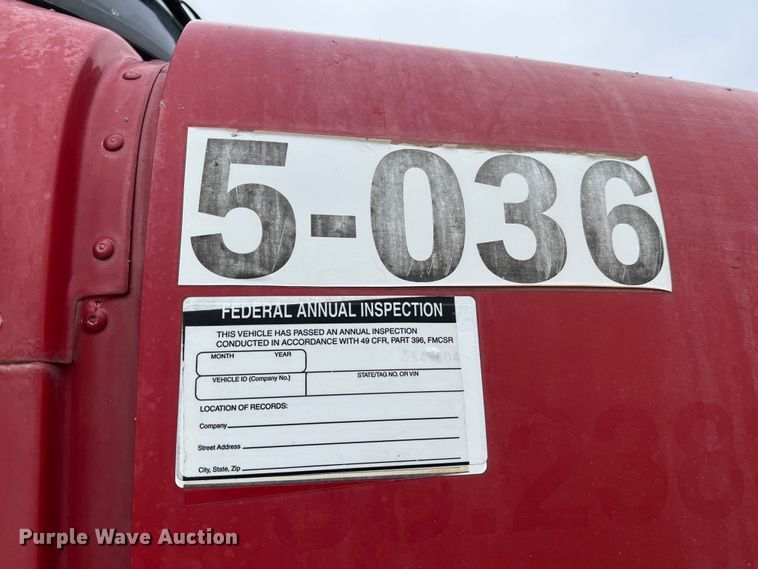 5-036
FEDERAL ANNUAL INSPECTION
THIS VEHICLE HAS PASSED AN ANNUAL INSPECTION
CONDUCTED IN ACCORDANCE WITH 49 CFR, PART 396, FMCSR
MONTH YEAR
VEHICLE ID (Company No.) STATE/TAG NO. OR VIN
LOCATION OF RECORDS:
Company
Street Address
City, State, Zip
Purple Wave Auction®